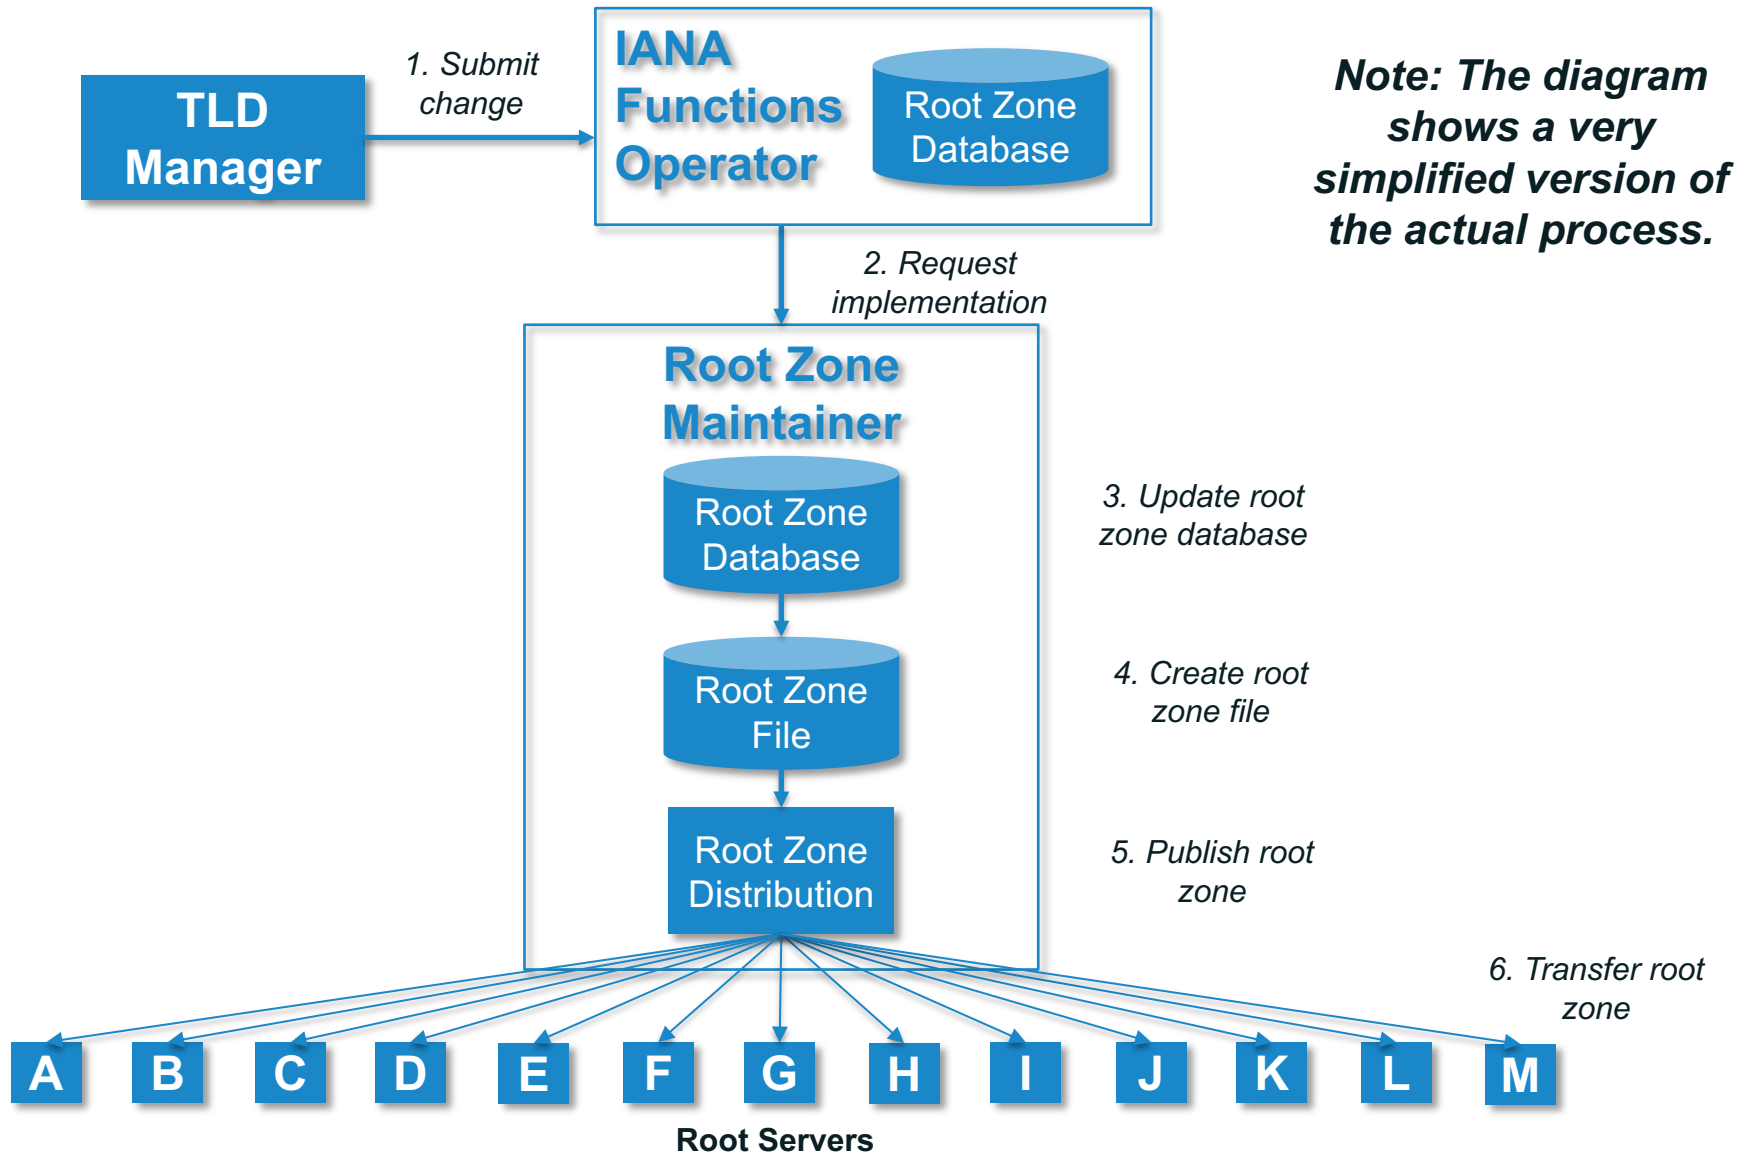 TLD
Manager
1. Submit
change
IANA
Functions
Operator
Root Zone
Database
Note: The diagram
shows a very
simplified version of
the actual process.
2. Request
implementation
Root Zone
Maintainer
Root Zone
Database
3. Update root
zone database
Root Zone
File
4. Create root
zone file
Root Zone
Distribution
5. Publish root
zone
6. Transfer root
zone
A B C D E F G H I J K L M
Root Servers